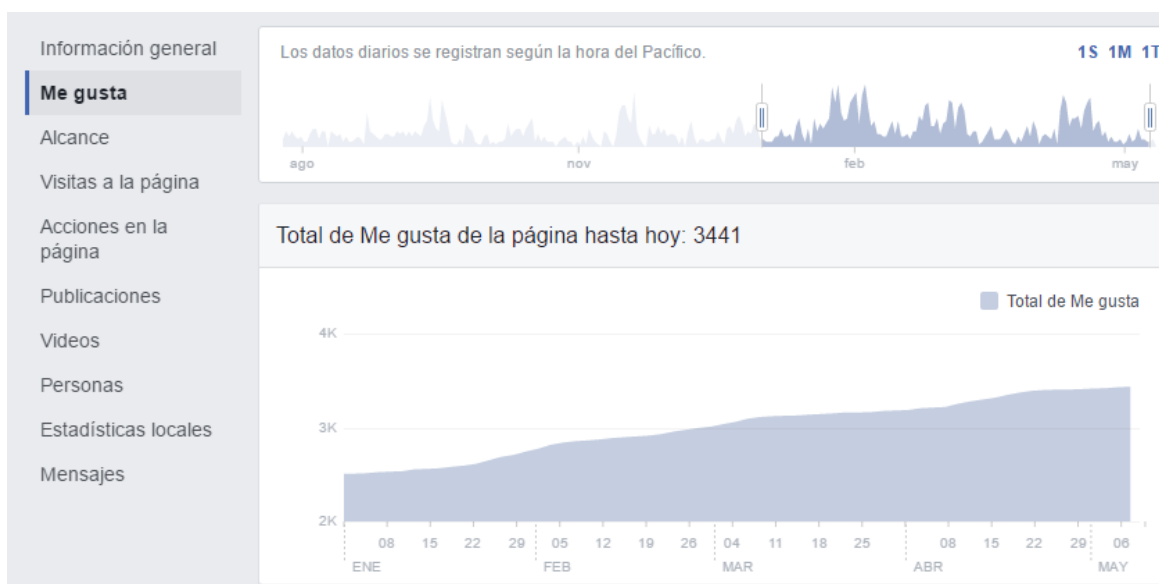 Información general
Me gusta
Alcance
Visitas a la página
Acciones en la
página
Publicaciones
Videos
Personas
Estadísticas locales
Mensajes
Los datos diarios se registran según la hora del Pacífico.
1S 1M 1T
ago nov feb may
Total de Me gusta de la página hasta hoy: 3441
Total de Me gusta
4K
3K
2K
08 15 22 29 05 12 19 26 04 11 18 25 08 15 22 29 06
ENE FEB MAR ABR MAY